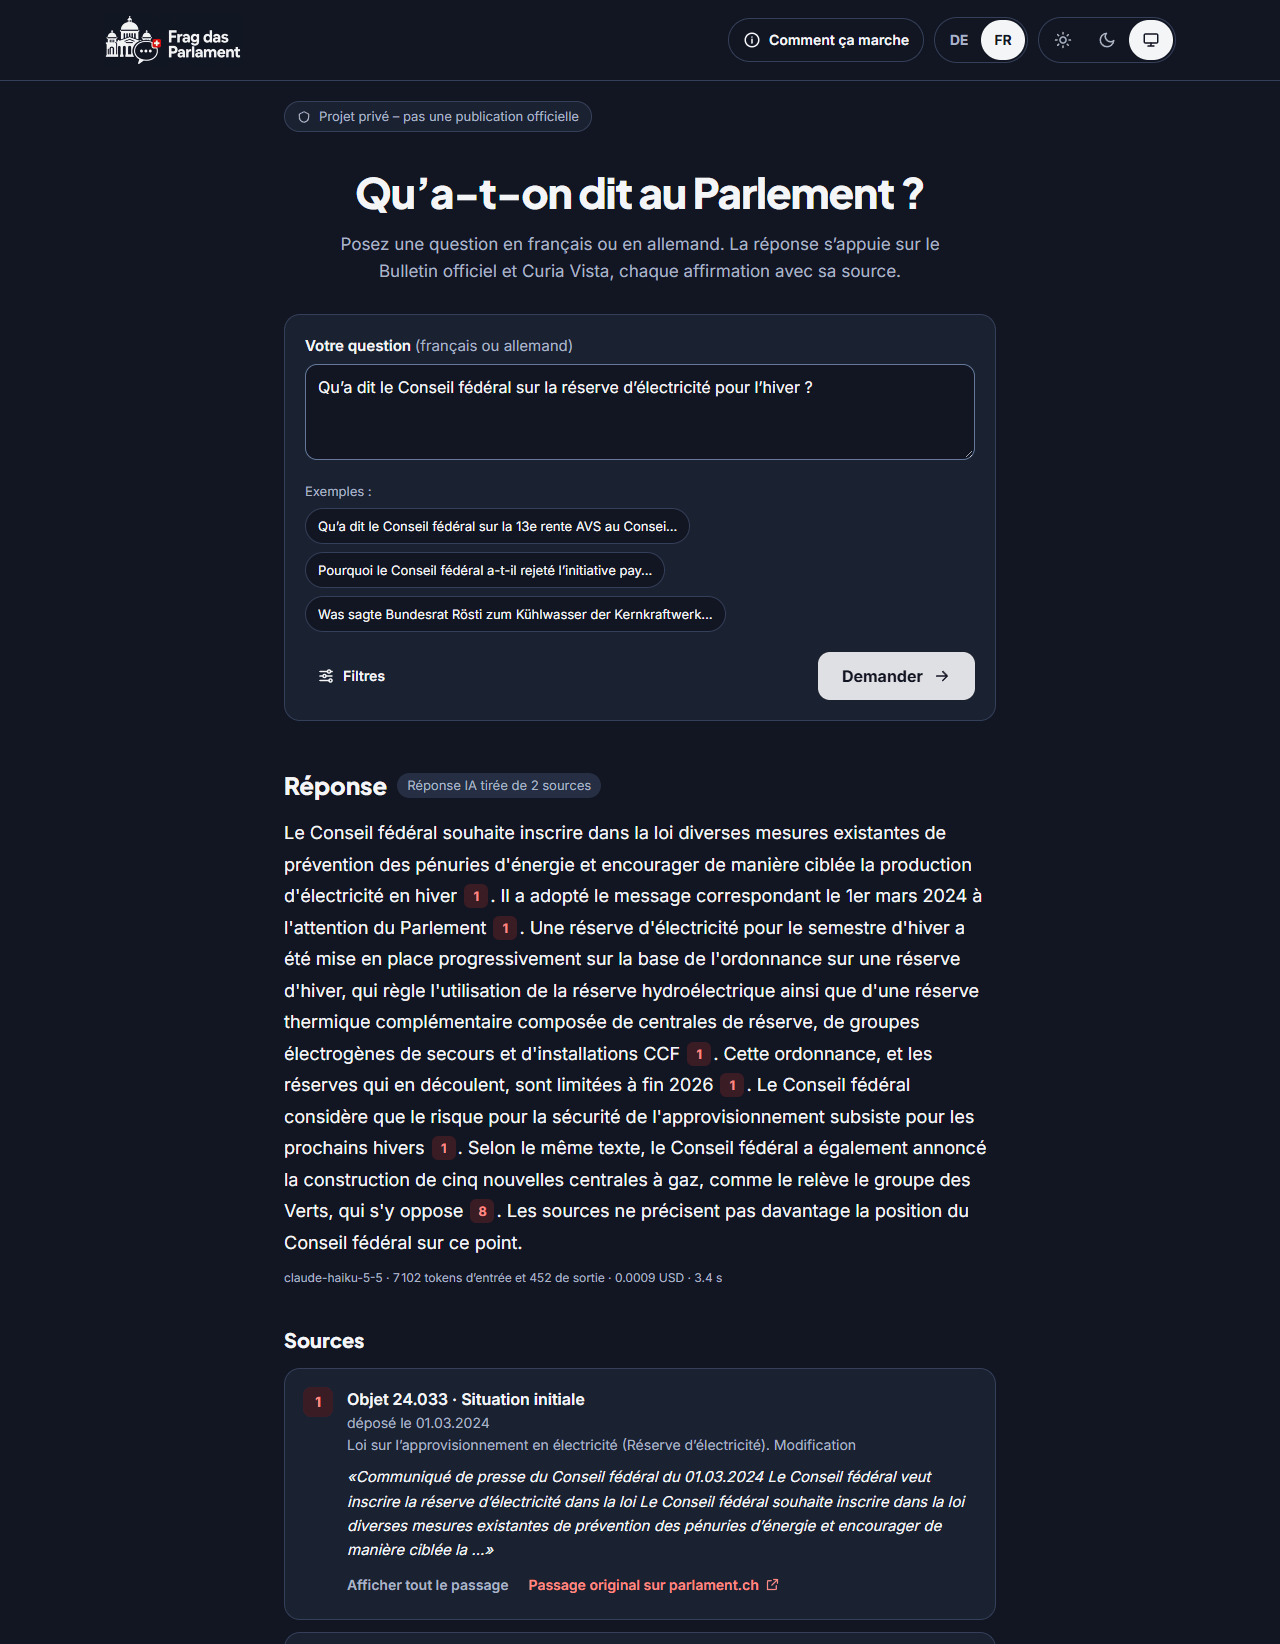 Frag das
Parlament
Comment ça marche
DE
FR
Projet privé – pas une publication officielle
Qu’a-t-on dit au Parlement ?
Posez une question en français ou en allemand. La réponse s’appuie sur le
Bulletin officiel et Curia Vista, chaque affirmation avec sa source.
Votre question (français ou allemand)
Qu’a dit le Conseil fédéral sur la réserve d’électricité pour l’hiver ?
Exemples :
Qu’a dit le Conseil fédéral sur la 13e rente AVS au Consei…
Pourquoi le Conseil fédéral a-t-il rejeté l’initiative pay…
Was sagte Bundesrat Rösti zum Kühlwasser der Kernkraftwerk…
Filtres
Demander
Réponse
Réponse IA tirée de 2 sources
Le Conseil fédéral souhaite inscrire dans la loi diverses mesures existantes de
prévention des pénuries d'énergie et encourager de manière ciblée la production
d'électricité en hiver 1 . Il a adopté le message correspondant le 1er mars 2024 à
l'attention du Parlement 1 . Une réserve d'électricité pour le semestre d'hiver a
été mise en place progressivement sur la base de l'ordonnance sur une réserve
d'hiver, qui règle l'utilisation de la réserve hydroélectrique ainsi que d'une réserve
thermique complémentaire composée de centrales de réserve, de groupes
électrogènes de secours et d'installations CCF 1 . Cette ordonnance, et les
réserves qui en découlent, sont limitées à fin 2026 1 . Le Conseil fédéral
considère que le risque pour la sécurité de l'approvisionnement subsiste pour les
prochains hivers 1 . Selon le même texte, le Conseil fédéral a également annoncé
la construction de cinq nouvelles centrales à gaz, comme le relève le groupe des
Verts, qui s'y oppose 8 . Les sources ne précisent pas davantage la position du
Conseil fédéral sur ce point.
claude-haiku-5-5 · 7102 tokens d’entrée et 452 de sortie · 0.0009 USD · 3.4 s
Sources
1
Objet 24.033 · Situation initiale
déposé le 01.03.2024
Loi sur l’approvisionnement en électricité (Réserve d’électricité). Modification
«Communiqué de presse du Conseil fédéral du 01.03.2024 Le Conseil fédéral veut
inscrire la réserve d’électricité dans la loi Le Conseil fédéral souhaite inscrire dans la loi
diverses mesures existantes de prévention des pénuries d’énergie et encourager de
manière ciblée la …»
Afficher tout le passage
Passage original sur parlament.ch